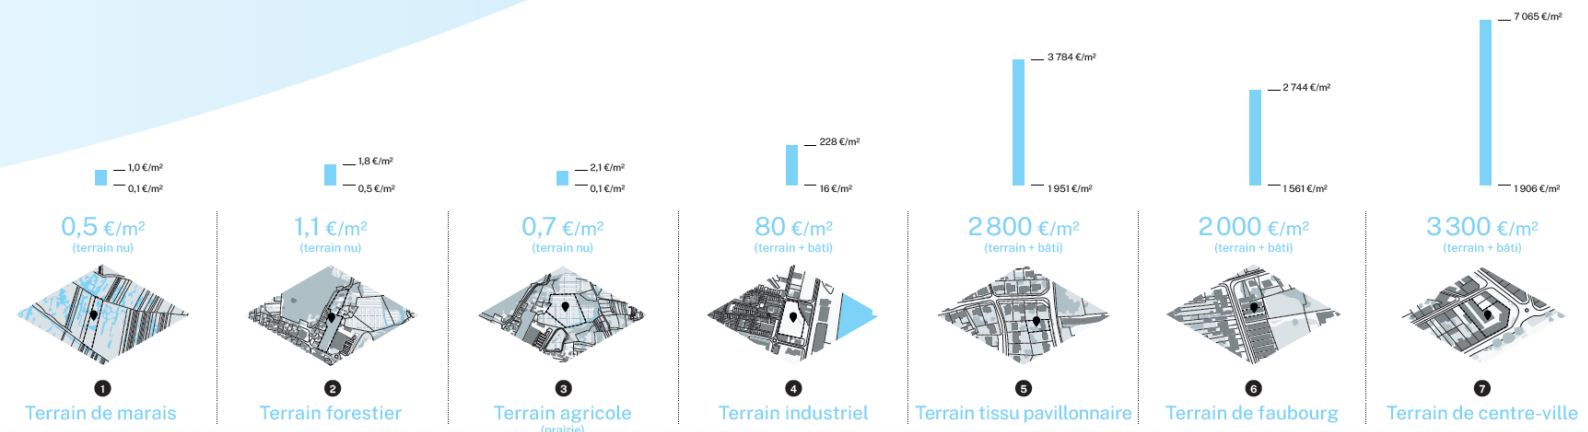 1,0 €/m²
0,1 €/m²
0,5 €/m²
(terrain nu)
1
Terrain de marais
1,8 €/m²
0,5 €/m²
1,1 €/m²
(terrain nu)
2
Terrain forestier
2,1 €/m²
0,1 €/m²
0,7 €/m²
(terrain nu)
3
Terrain agricole
(prairie)
228 €/m²
16 €/m²
80 €/m²
(terrain + bâti)
4
Terrain industriel
3 784 €/m²
1 951 €/m²
2 800 €/m²
(terrain + bâti)
5
Terrain tissu pavillonnaire
2 744 €/m²
1 561 €/m²
2 000 €/m²
(terrain + bâti)
6
Terrain de faubourg
7 065 €/m²
1 906 €/m²
3 300 €/m²
(terrain + bâti)
7
Terrain de centre-ville